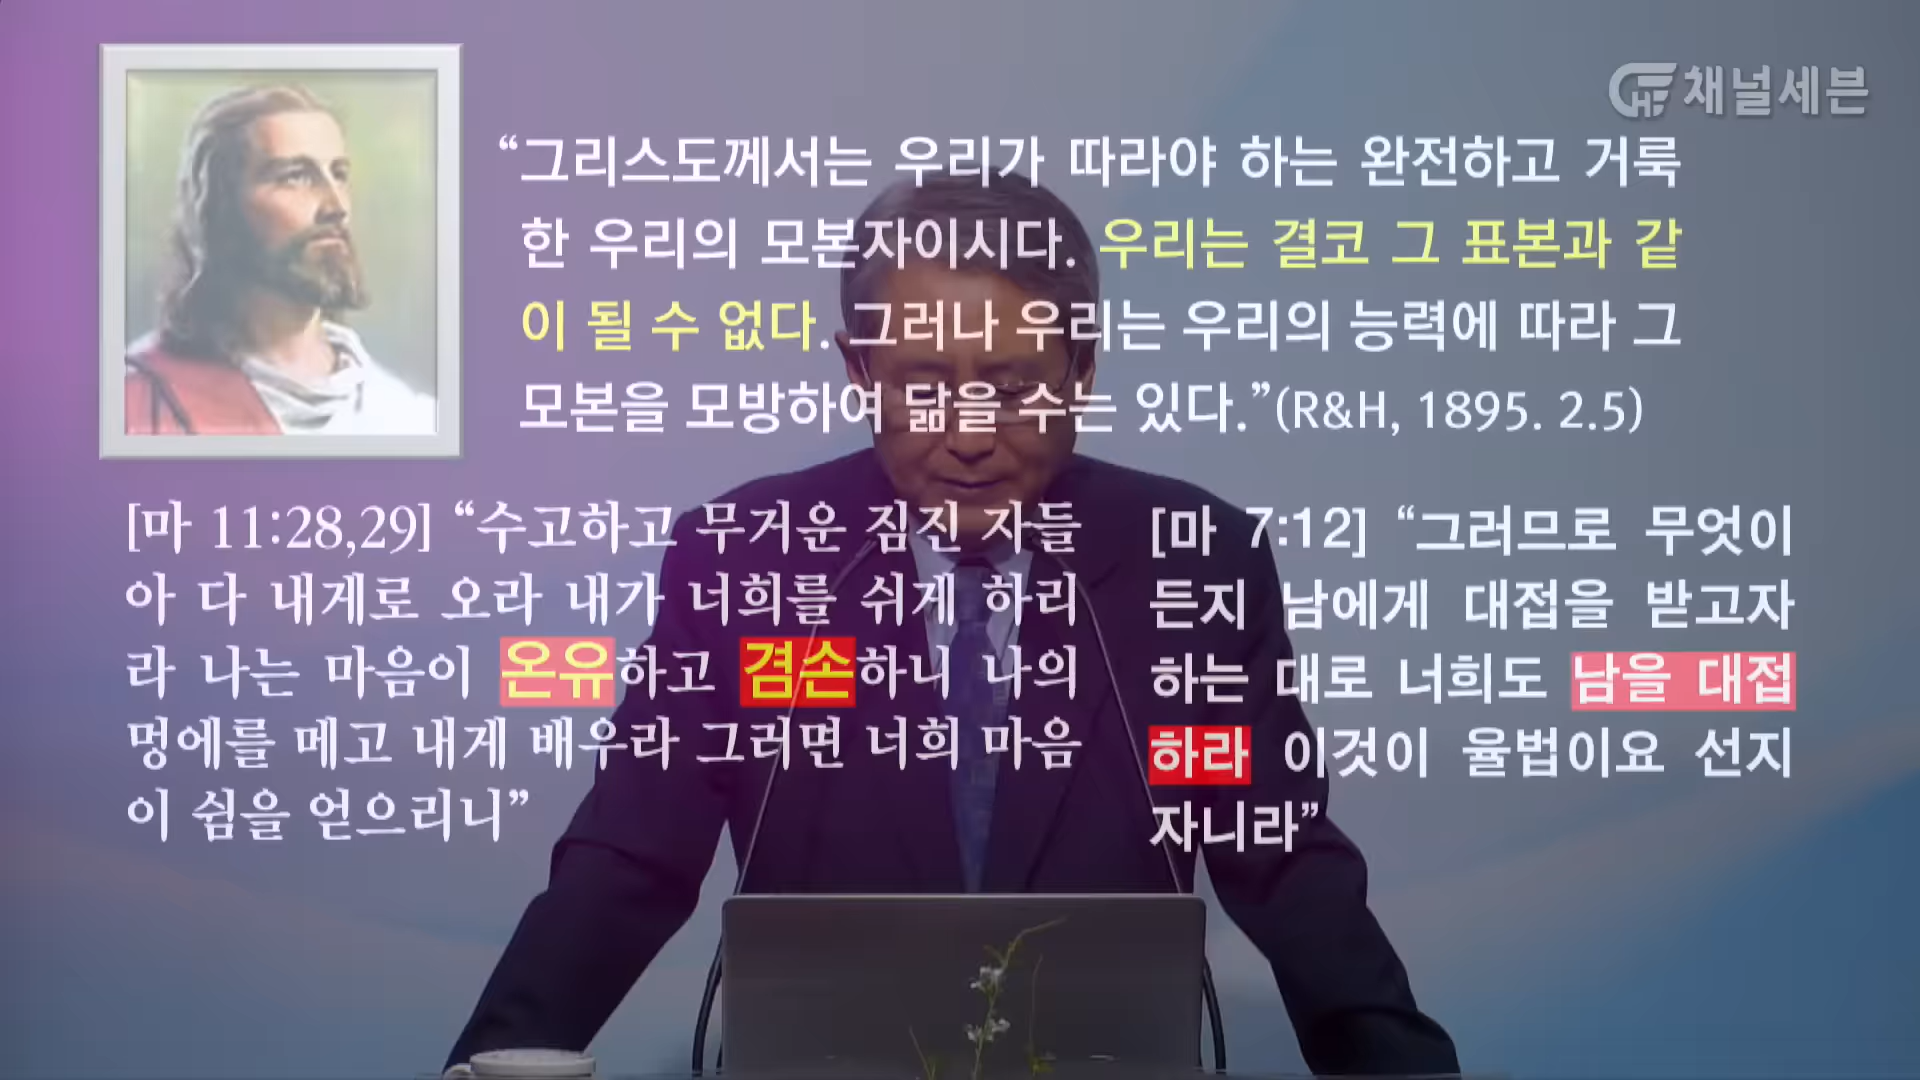 채널세븐
“그리스도께서는 우리가 따라야 하는 완전하고 거룩
한 우리의 모본자이시다. 우리는 결코 그 표본과 같
이 될 수 없다. 그러나 우리는 우리의 능력에 따라 그
모본을 모방하여 닮을 수는 있다.”(R&H, 1895. 2.5)
[마 11:28,29] “수고하고 무거운 짐진 자들
아 다 내게로 오라 내가 너희를 쉬게 하리
라 나는 마음이 온유하고 겸손하니 나의
멍에를 메고 내게 배우라 그러면 너희 마음
이 쉼을 얻으리니”
[마 7:12] “그러므로 무엇이
든지 남에게 대접을 받고자
하는 대로 너희도 남을 대접
하라 이것이 율법이요 선지
자니라”